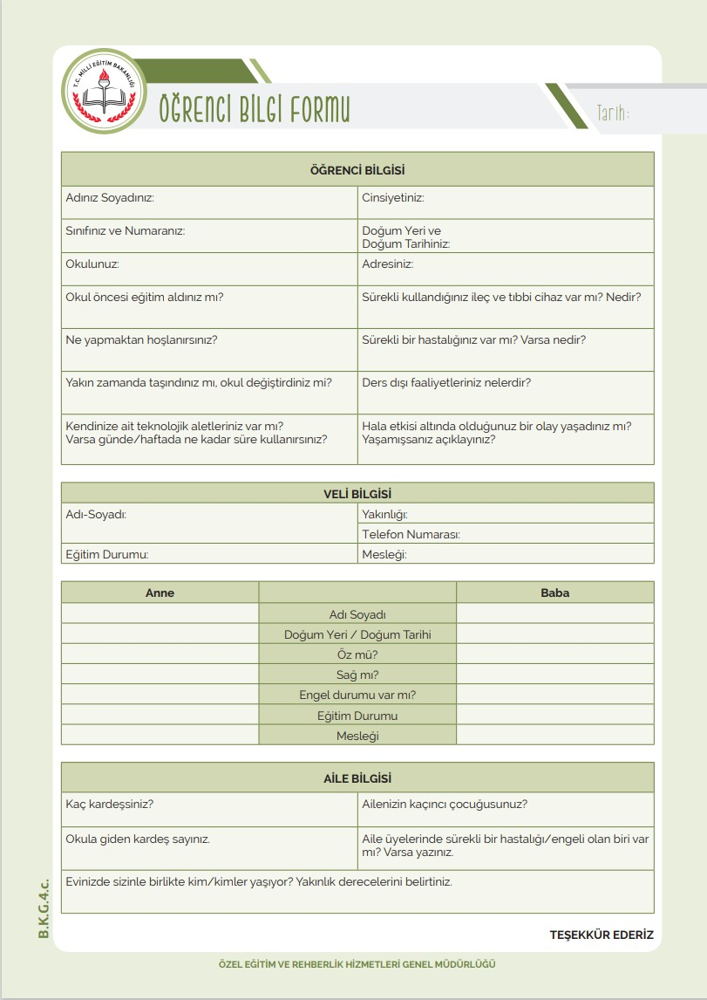 T.C. MİLLİ EĞİTİM BAKANLIĞI
ÖĞRENCİ BİLGİ FORMU
Tarih:
ÖĞRENCİ BİLGİSİ
Adınız Soyadınız:
Cinsiyetiniz:
Sınıfınız ve Numaranız:
Doğum Yeri ve
Doğum Tarihiniz:
Okulunuz:
Adresiniz:
Okul öncesi eğitim aldınız mı?
Sürekli kullandığınız ileç ve tıbbi cihaz var mı? Nedir?
Ne yapmaktan hoşlanırsınız?
Sürekli bir hastalığınız var mı? Varsa nedir?
Yakın zamanda taşındınız mı, okul değiştirdiniz mi?
Ders dışı faaliyetleriniz nelerdir?
Kendinize ait teknolojik aletleriniz var mı?
Varsa günde/haftada ne kadar süre kullanırsınız?
Hala etkisi altında olduğunuz bir olay yaşadınız mı?
Yaşamışsanız açıklayınız?
VELİ BİLGİSİ
Adı-Soyadı:
Yakınlığı:
Telefon Numarası:
Eğitim Durumu:
Mesleği:
Anne
Baba
Adı Soyadı
Doğum Yeri / Doğum Tarihi
Öz mü?
Sağ mı?
Engel durumu var mı?
Eğitim Durumu
Mesleği
AİLE BİLGİSİ
Kaç kardeşsiniz?
Ailenizin kaçıncı çocuğusunuz?
Okula giden kardeş sayınız.
Aile üyelerinde sürekli bir hastalığı/engeli olan biri var
mı? Varsa yazınız.
Evinizde sizinle birlikte kim/kimler yaşıyor? Yakınlık derecelerini belirtiniz.
B.K.G.4.c.
TEŞEKKÜR EDERİZ
ÖZEL EĞİTİM VE REHBERLİK HİZMETLERİ GENEL MÜDÜRLÜĞÜ